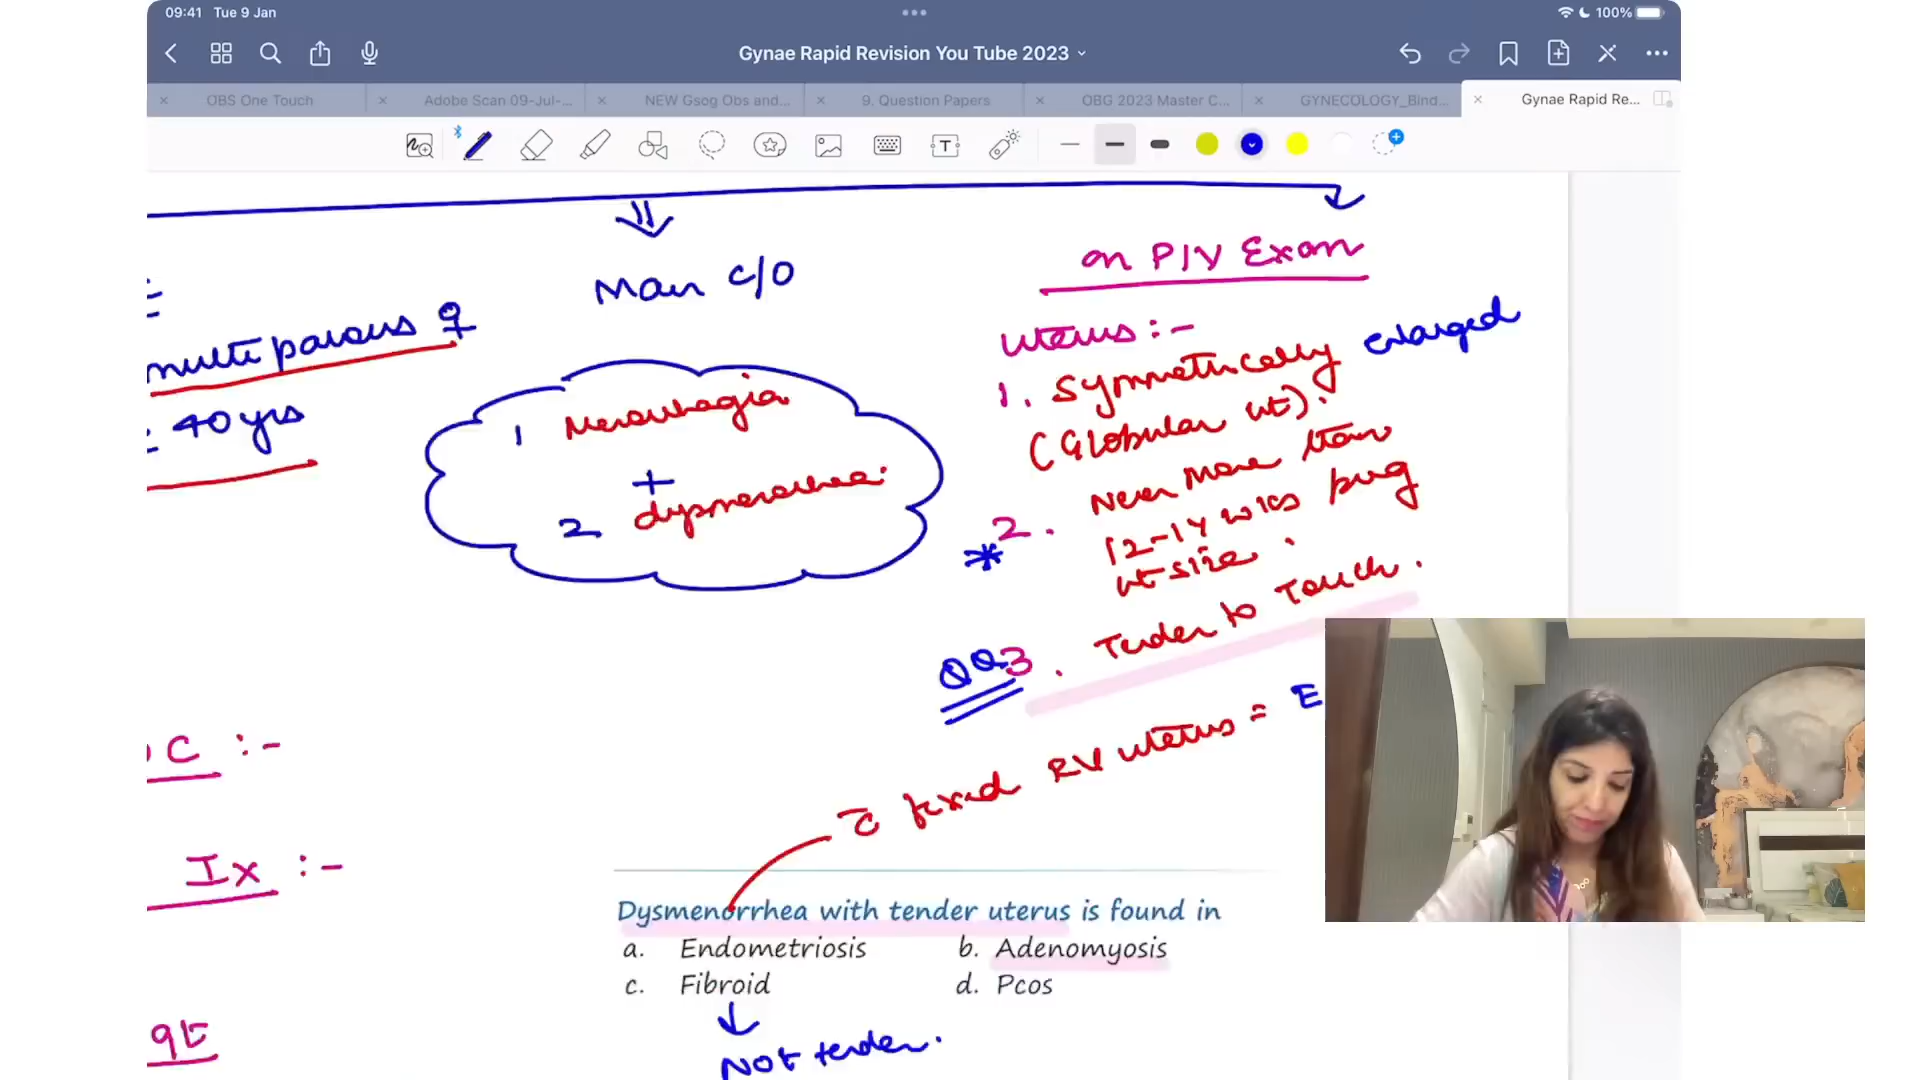 09:41 Tue 9 Jan
100%
Gynae Rapid Revision You Tube 2023
OBS One Touch
Adobe Scan 09-Jul-...
NEW Gsog Obs and...
9. Question Papers
OBG 2023 Master C...
GYNECOLOGY_Bind...
Gynae Rapid Re...
Main C/O
on P/V Exam
multiparous ♀
40 yrs
1 Menorrhagia
+
2 dysmenorrhea.
Uterus :-
1. Symmetrically enlarged
(Globular ut).
* 2. Never more than
12-14 wks preg
ut size.
QQ 3. Tender to Touch.
C̄ fixed RV uterus = E
C :-
Ix :-
Dysmenorrhea with tender uterus is found in
a. Endometriosis b. Adenomyosis
c. Fibroid d. Pcos
↓
Not tender.